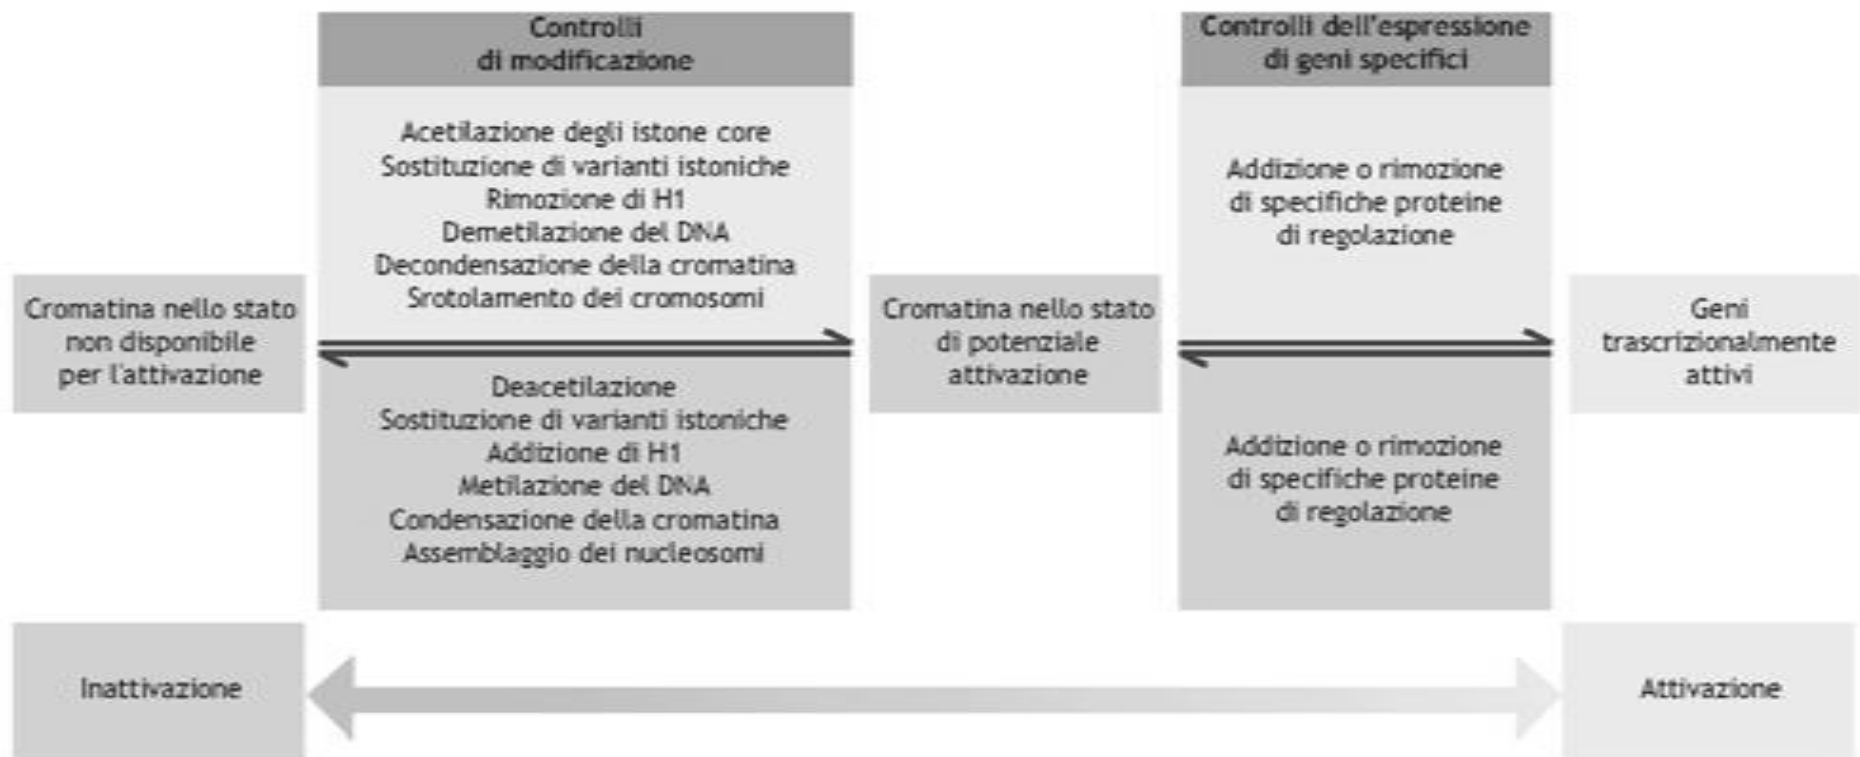 Controlli
di modificazione
Controlli dell'espressione
di geni specifici
Acetilazione degli istone core
Sostituzione di varianti istoniche
Rimozione di H1
Demetilazione del DNA
Decondensazione della cromatina
Srotolamento dei cromosomi
Addizione o rimozione
di specifiche proteine
di regolazione
Cromatina nello stato
non disponibile
per l'attivazione
Cromatina nello stato
di potenziale
attivazione
Geni
trascrizionalmente
attivi
Deacetilazione
Sostituzione di varianti istoniche
Addizione di H1
Metilazione del DNA
Condensazione della cromatina
Assemblaggio dei nucleosomi
Addizione o rimozione
di specifiche proteine
di regolazione
Inattivazione
Attivazione